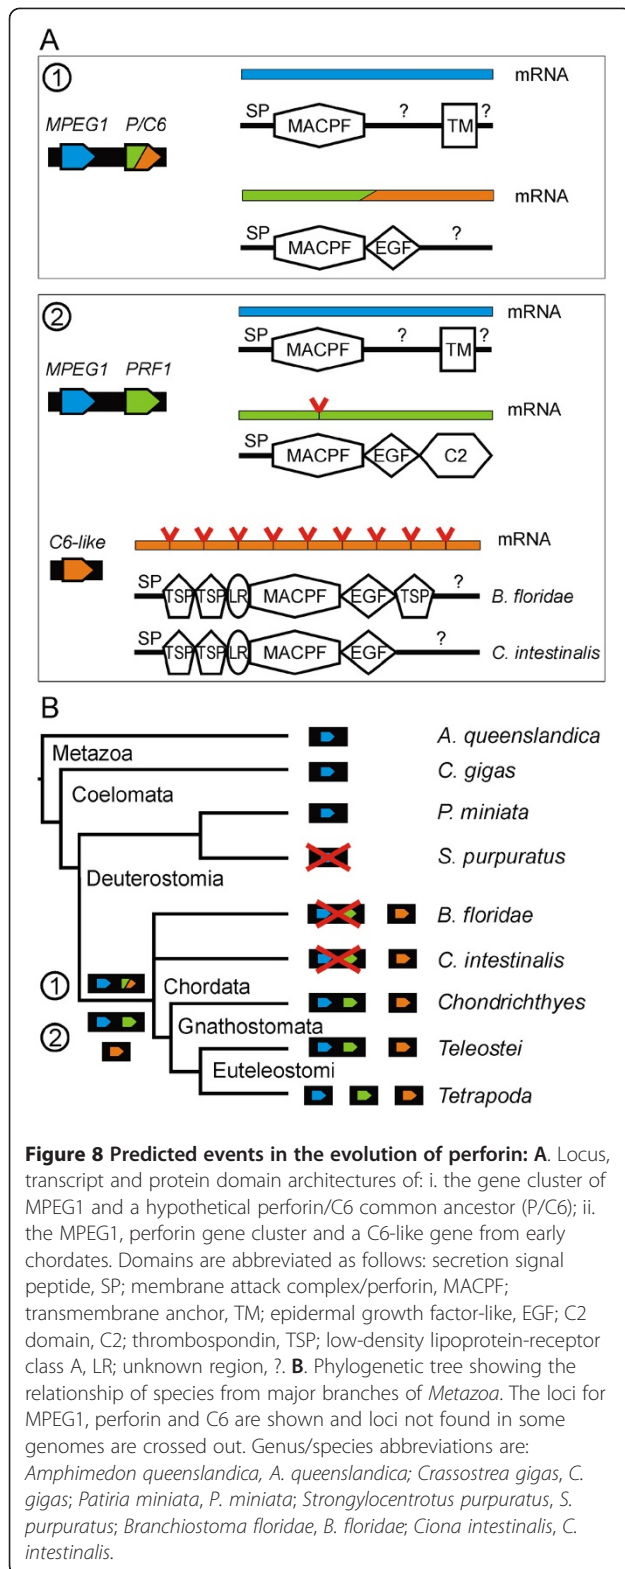 A
1
mRNA
SP MACPF ? TM ?
MPEG1 P/C6
mRNA
SP MACPF EGF ?
2
mRNA
SP MACPF ? TM ?
MPEG1 PRF1
mRNA
SP MACPF EGF C2
C6-like
mRNA
SP TSP TSP LR MACPF EGF TSP ? B. floridae
SP TSP TSP LR MACPF EGF ? C. intestinalis
B
A. queenslandica
Metazoa
C. gigas
Coelomata
P. miniata
S. purpuratus
Deuterostomia
B. floridae
C. intestinalis
1
Chordata
Chondrichthyes
2
Gnathostomata
Teleostei
Euteleostomi
Tetrapoda
Figure 8 Predicted events in the evolution of perforin: A. Locus,
transcript and protein domain architectures of: i. the gene cluster of
MPEG1 and a hypothetical perforin/C6 common ancestor (P/C6); ii.
the MPEG1, perforin gene cluster and a C6-like gene from early
chordates. Domains are abbreviated as follows: secretion signal
peptide, SP; membrane attack complex/perforin, MACPF;
transmembrane anchor, TM; epidermal growth factor-like, EGF; C2
domain, C2; thrombospondin, TSP; low-density lipoprotein-receptor
class A, LR; unknown region, ?. B. Phylogenetic tree showing the
relationship of species from major branches of Metazoa. The loci for
MPEG1, perforin and C6 are shown and loci not found in some
genomes are crossed out. Genus/species abbreviations are:
Amphimedon queenslandica, A. queenslandica; Crassostrea gigas, C.
gigas; Patiria miniata, P. miniata; Strongylocentrotus purpuratus, S.
purpuratus; Branchiostoma floridae, B. floridae; Ciona intestinalis, C.
intestinalis.